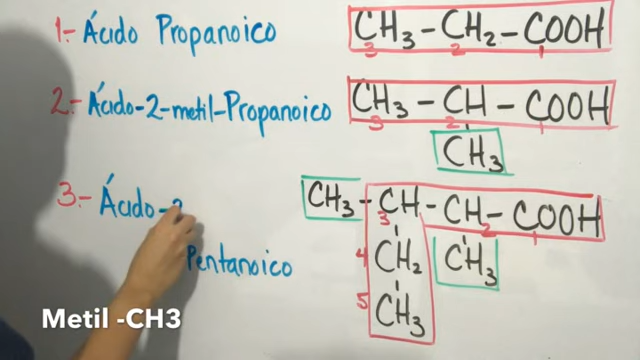 1.- Ácido Propanoico CH3 - CH2 - COOH
3 2 1
2.- Ácido-2-metil-Propanoico CH3 - CH - COOH
3 2 1
CH3
3.- Ácido-2 CH3 - CH - CH - COOH
3 2 1
Pentanoico 4 CH2 CH3
5 CH3
Metil -CH3